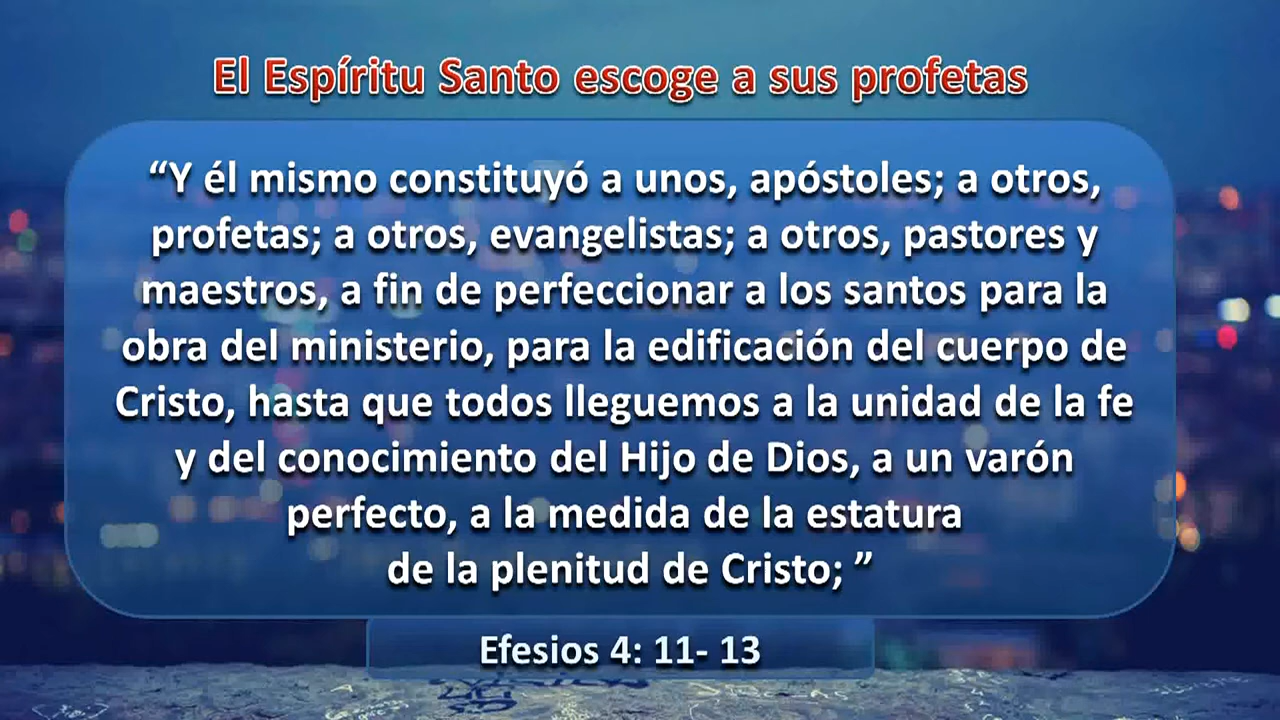 El Espíritu Santo escoge a sus profetas
“Y él mismo constituyó a unos, apóstoles; a otros,
profetas; a otros, evangelistas; a otros, pastores y
maestros, a fin de perfeccionar a los santos para la
obra del ministerio, para la edificación del cuerpo de
Cristo, hasta que todos lleguemos a la unidad de la fe
y del conocimiento del Hijo de Dios, a un varón
perfecto, a la medida de la estatura
de la plenitud de Cristo; ”
Efesios 4: 11- 13